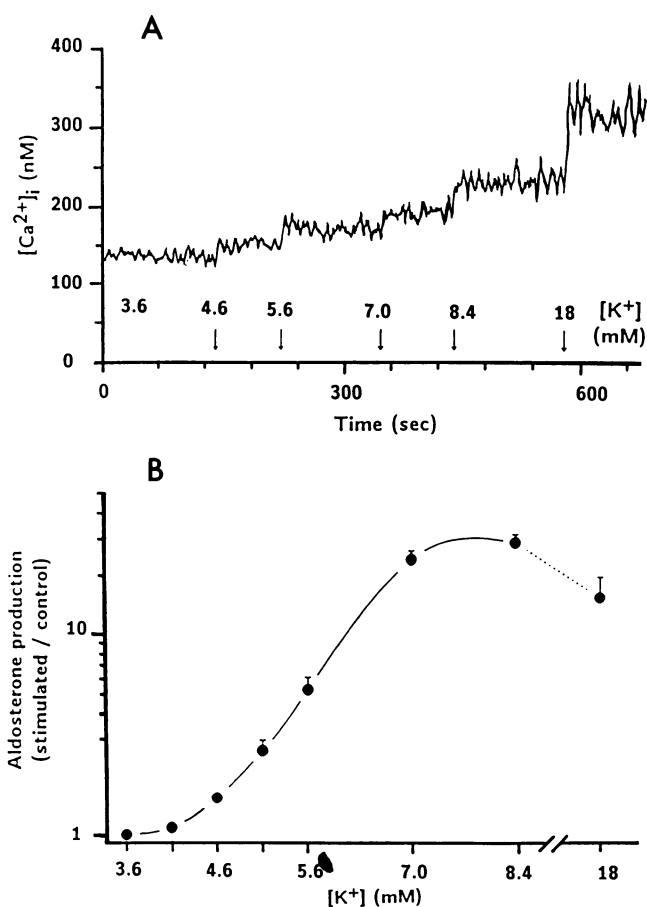 A
400
300
200
100
0
[Ca2+]i (nM)
3.6 4.6 5.6 7.0 8.4 18 [K+]
(mM)
0 300 600
Time (sec)
B
10
1
Aldosterone production
(stimulated / control)
3.6 4.6 5.6 7.0 8.4 18
[K+] (mM)